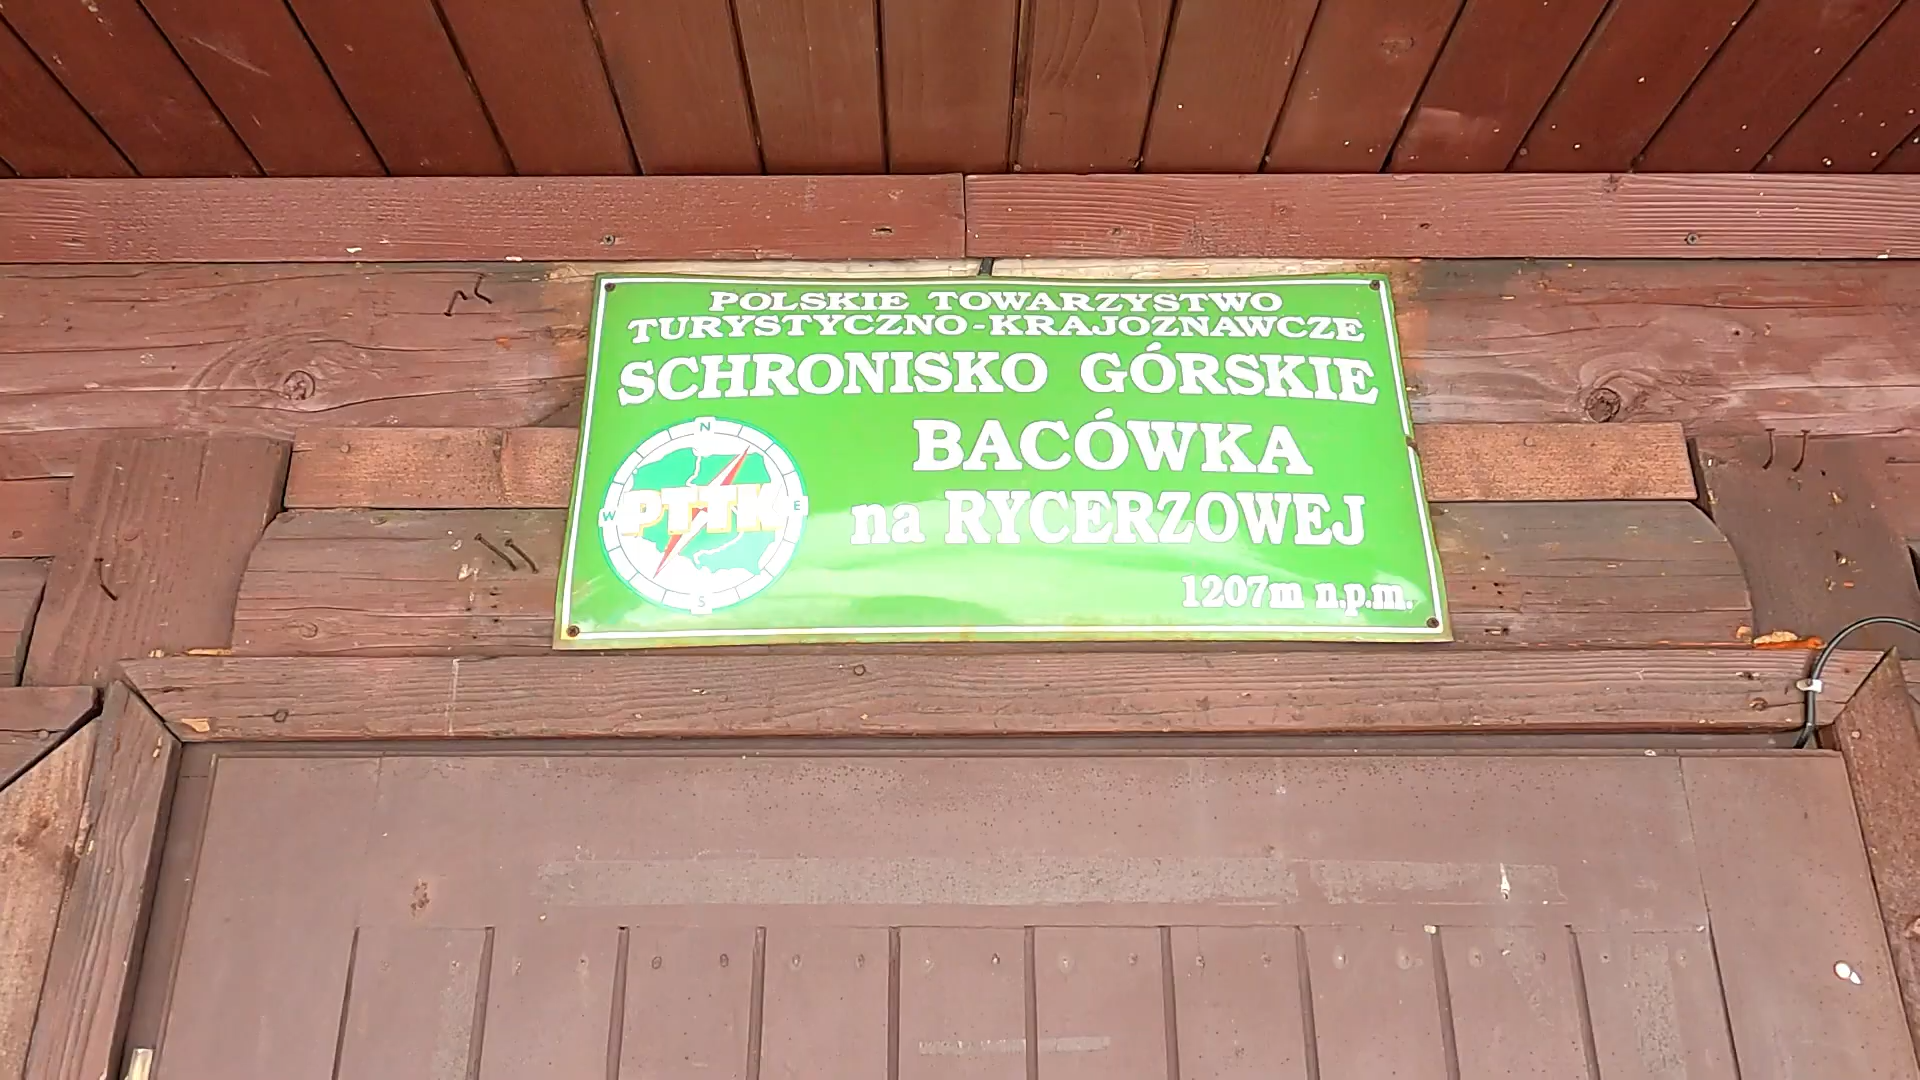 POLSKIE TOWARZYSTWO
TURYSTYCZNO-KRAJOZNAWCZE
SCHRONISKO GÓRSKIE
BACÓWKA
na RYCERZOWEJ
1207m n.p.m.
N
W PTTK E
S